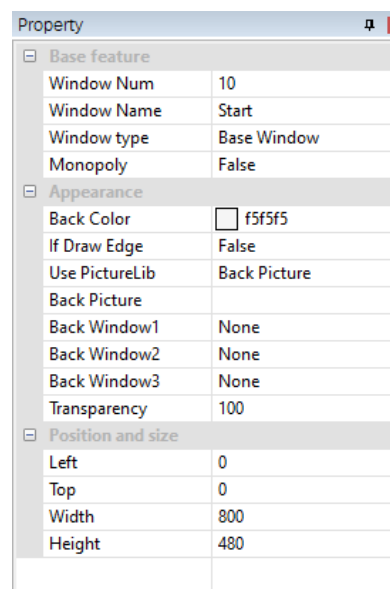 Property
Base feature
Window Num 10
Window Name Start
Window type Base Window
Monopoly False
Appearance
Back Color f5f5f5
If Draw Edge False
Use PictureLib Back Picture
Back Picture
Back Window1 None
Back Window2 None
Back Window3 None
Transparency 100
Position and size
Left 0
Top 0
Width 800
Height 480